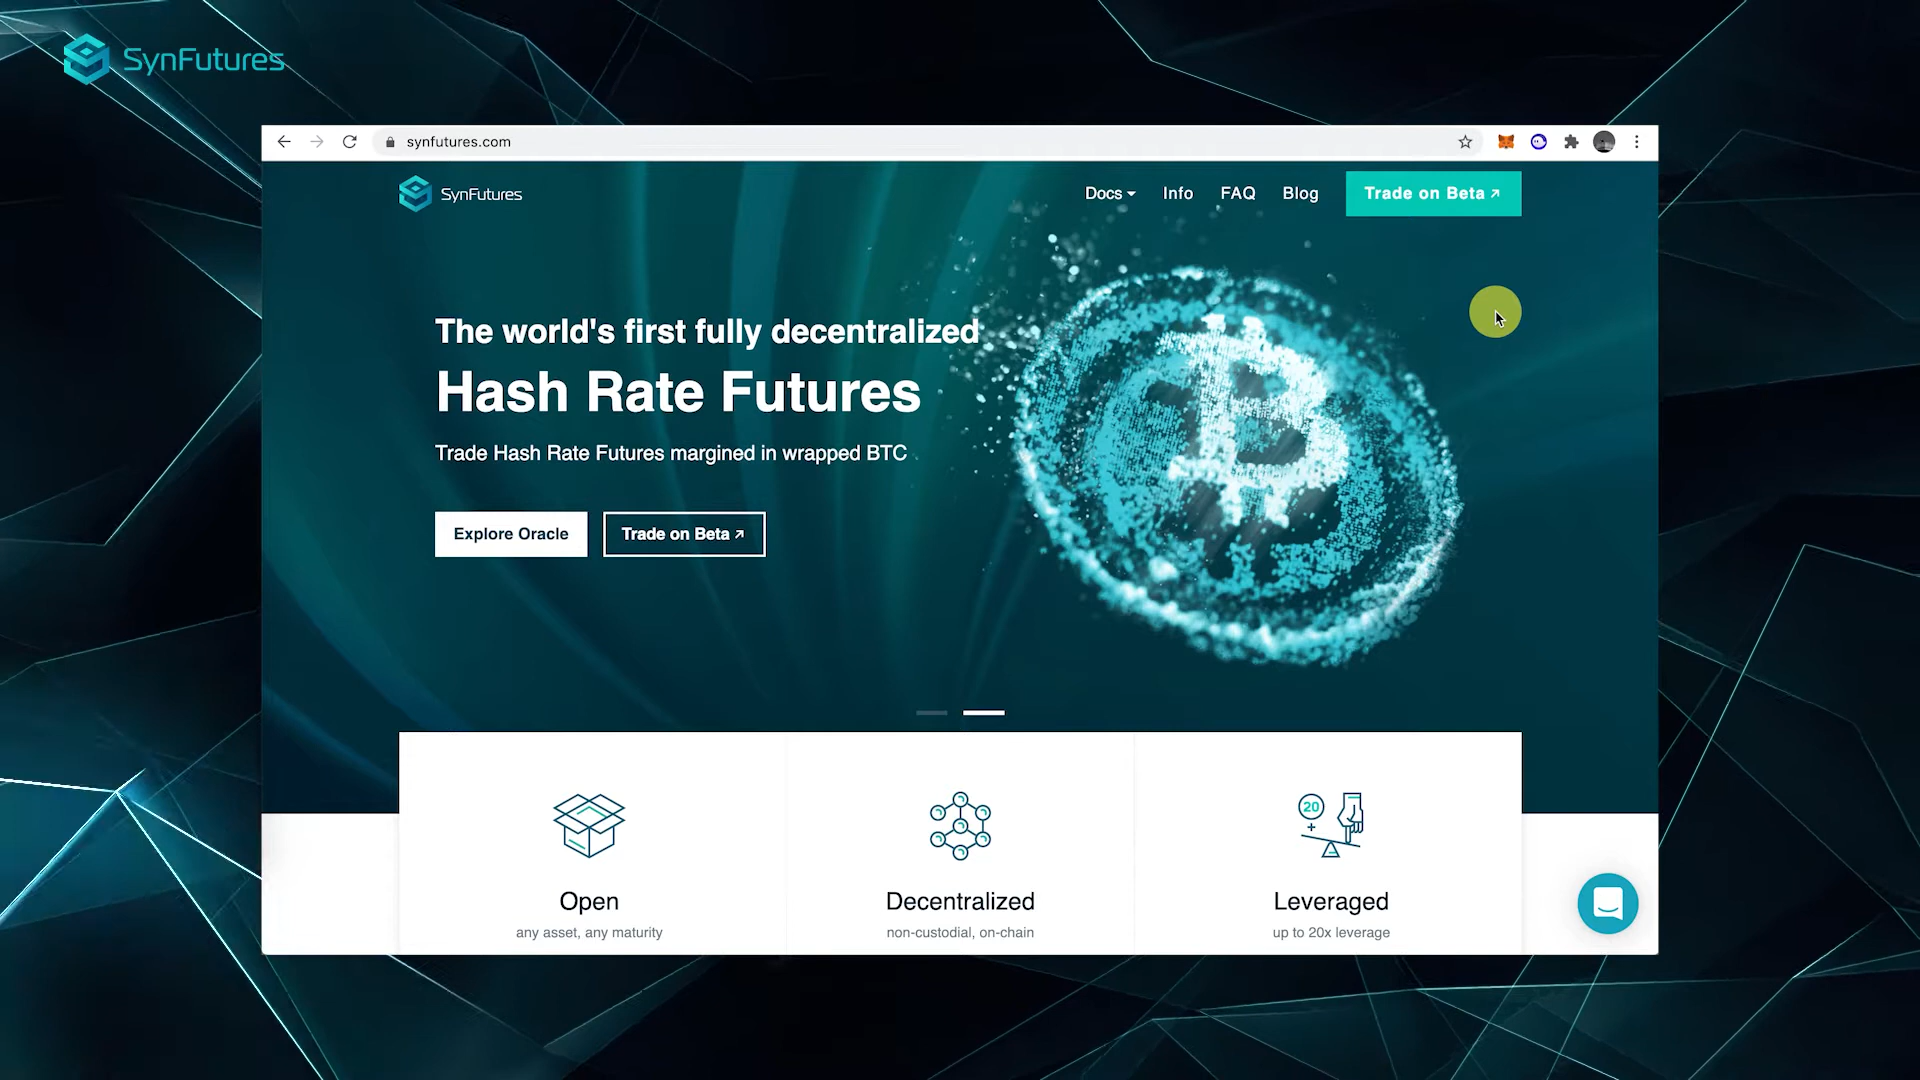 SynFutures
synfutures.com
SynFutures
Docs
Info
FAQ
Blog
Trade on Beta
The world's first fully decentralized
Hash Rate Futures
Trade Hash Rate Futures margined in wrapped BTC
Explore Oracle
Trade on Beta
20
Open
Decentralized
Leveraged
any asset, any maturity
non-custodial, on-chain
up to 20x leverage